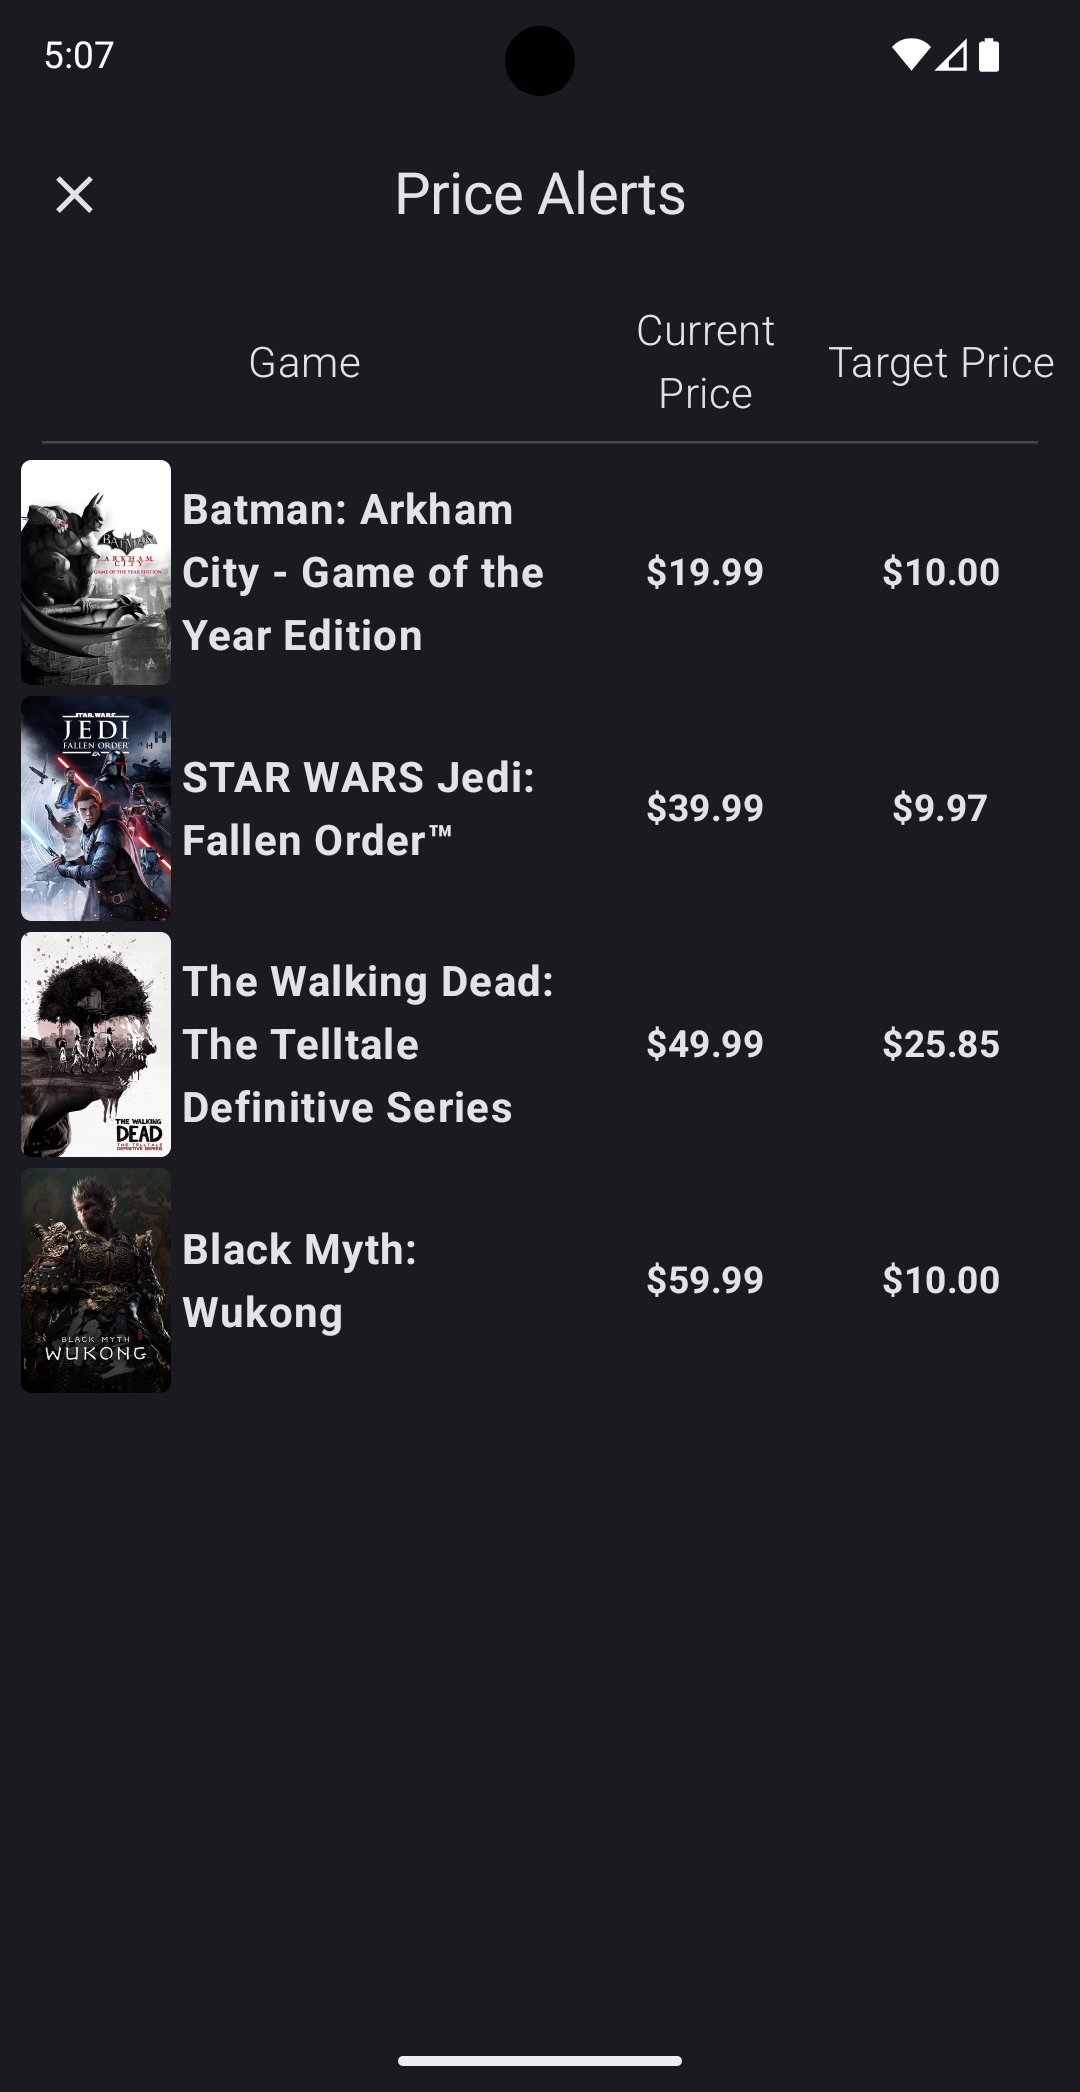 5:07
Price Alerts
Game
Current
Price
Target Price
BATMAN
ARKHAM
CITY
GAME OF THE YEAR EDITION
Batman: Arkham
City - Game of the
Year Edition
$19.99
$10.00
STAR WARS
JEDI
FALLEN ORDER
STAR WARS Jedi:
Fallen Order™
$39.99
$9.97
THE WALKING
DEAD
THE TELLTALE
DEFINITIVE SERIES
The Walking Dead:
The Telltale
Definitive Series
$49.99
$25.85
BLACK MYTH
WUKONG
Black Myth:
Wukong
$59.99
$10.00